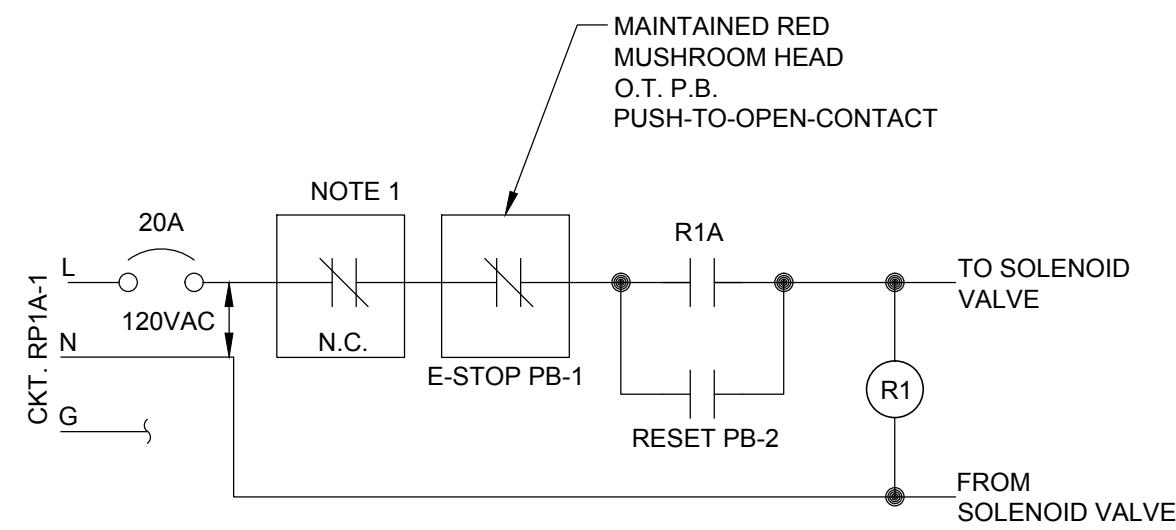 MAINTAINED RED
MUSHROOM HEAD
O.T. P.B.
PUSH-TO-OPEN-CONTACT
NOTE 1
20A
R1A
L
TO SOLENOID
VALVE
120VAC
N
N.C.
E-STOP PB-1
CKT. RP1A-1
R1
G
RESET PB-2
FROM
SOLENOID VALVE